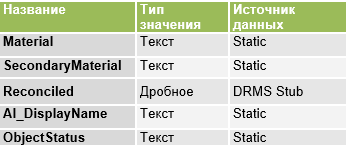 Название Тип Источник
значения данных
Material Текст Static
SecondaryMaterial Текст Static
Reconciled Дробное DRMS Stub
AI_DisplayName Текст Static
ObjectStatus Текст Static